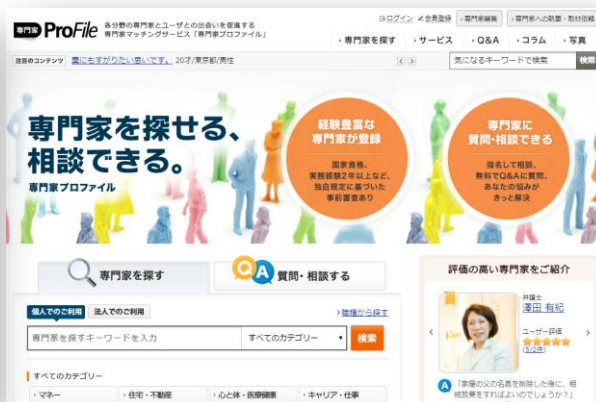 ログイン 会員登録 専門家募集 専門家への執筆・取材依頼
専門家 ProFile 各分野の専門家とユーザとの出会いを促進する
専門家マッチングサービス「専門家プロファイル」
専門家を探す サービス Q&A コラム 写真
注目のコンテンツ 藁にもすがりたい思いです。 20才/東京都/男性
気になるキーワードで検索 検索
専門家を探せる、
相談できる。
専門家プロファイル
経験豊富な
専門家が登録
国家資格、
実務経験2年以上など、
独自規定に基づいた
事前審査あり
専門家に
質問・相談できる
指名して相談、
無料でQ&Aに質問、
あなたの悩みが
きっと解決
専門家を探す
QA 質問・相談する
個人でのご利用 法人でのご利用 >職種から探す
専門家を探すキーワードを入力 すべてのカテゴリー 検索
すべてのカテゴリー
マネー 住宅・不動産 心と体・医療健康 キャリア・仕事
評価の高い専門家をご紹介
弁護士
澤田 有紀
ユーザー評価
★★★★★
(5/2件)
A 「家屋の父の名義を削除した後に、相
続放棄をすればよいのでしょうか？」